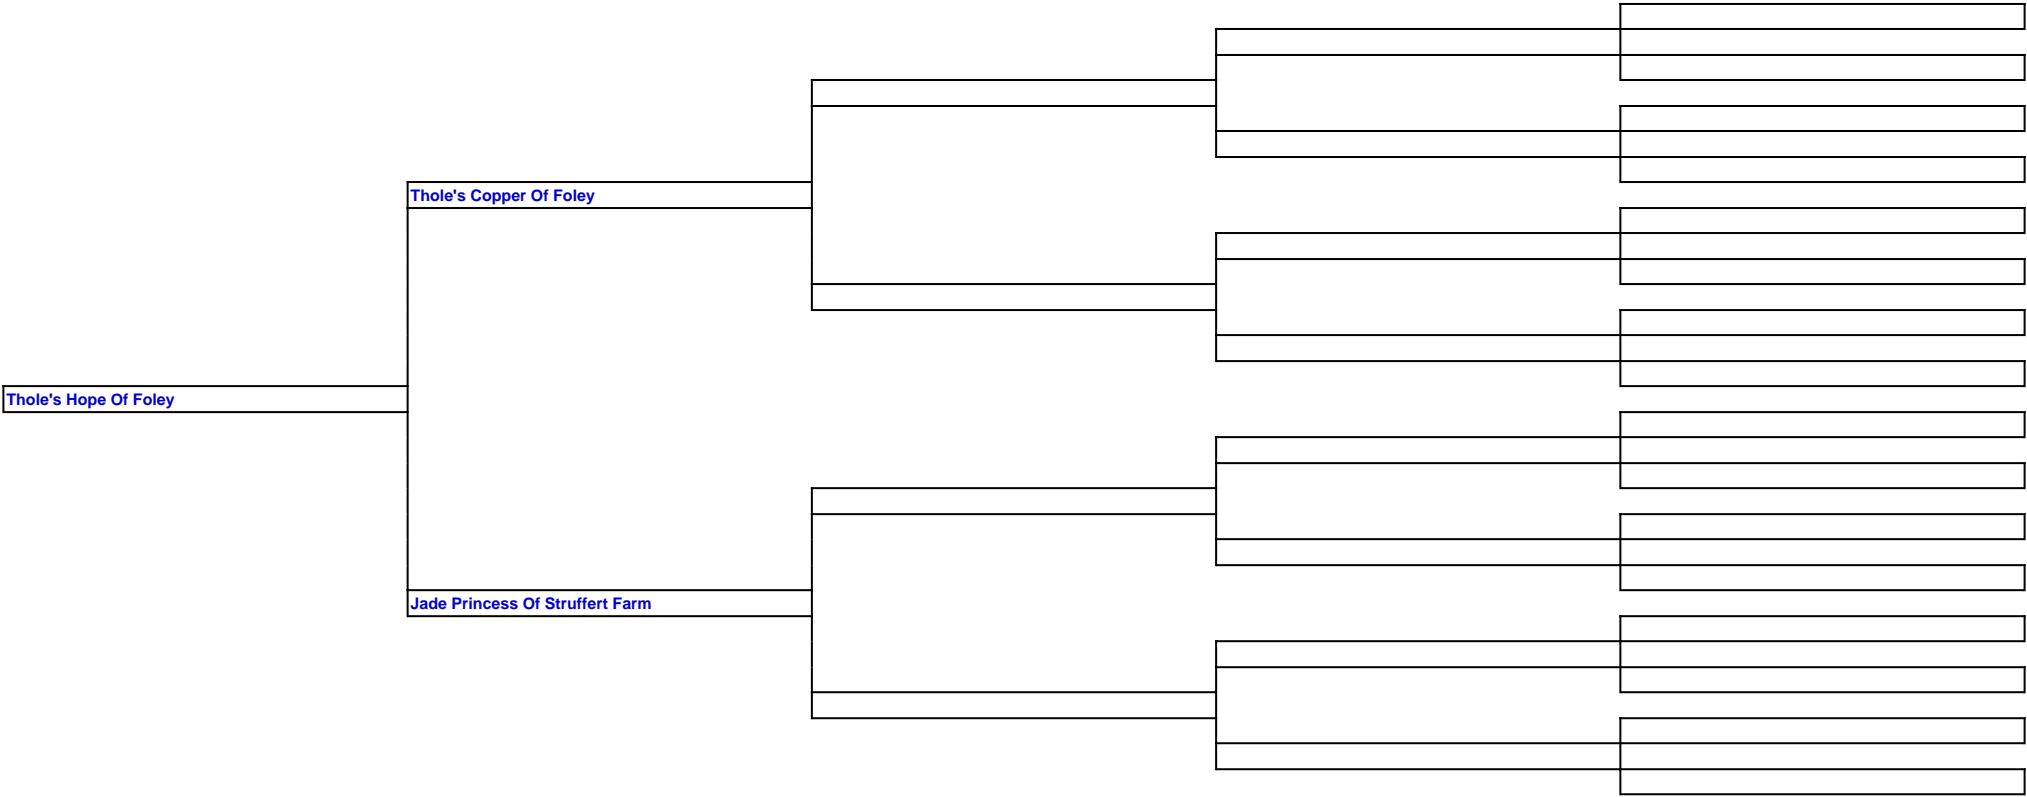 Thole's Copper Of Foley
Thole's Hope Of Foley
Jade Princess Of Struffert Farm